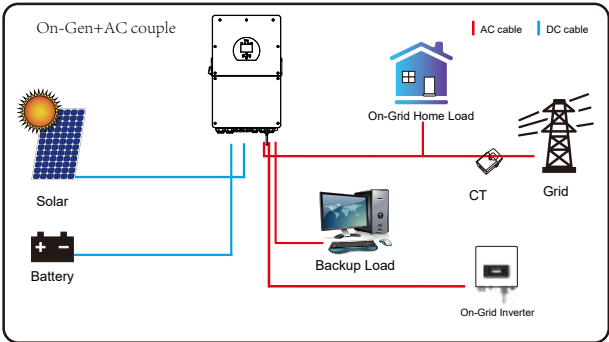 On-Gen+AC couple
AC cable
DC cable
On-Grid Home Load
CT
Grid
Solar
Backup Load
Battery
On-Grid Inverter